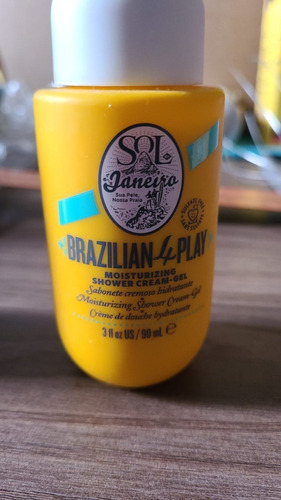 SOL
de
Janeiro
Sua Pele,
Nossa Praia
BRAZILIAN 4 PLAY
MOISTURIZING
SHOWER CREAM-GEL
Sabonete cremoso hidratante
Moisturizing Shower Cream-Gel
Crème de douche hydratante
3 fl oz US / 90 mL ℮